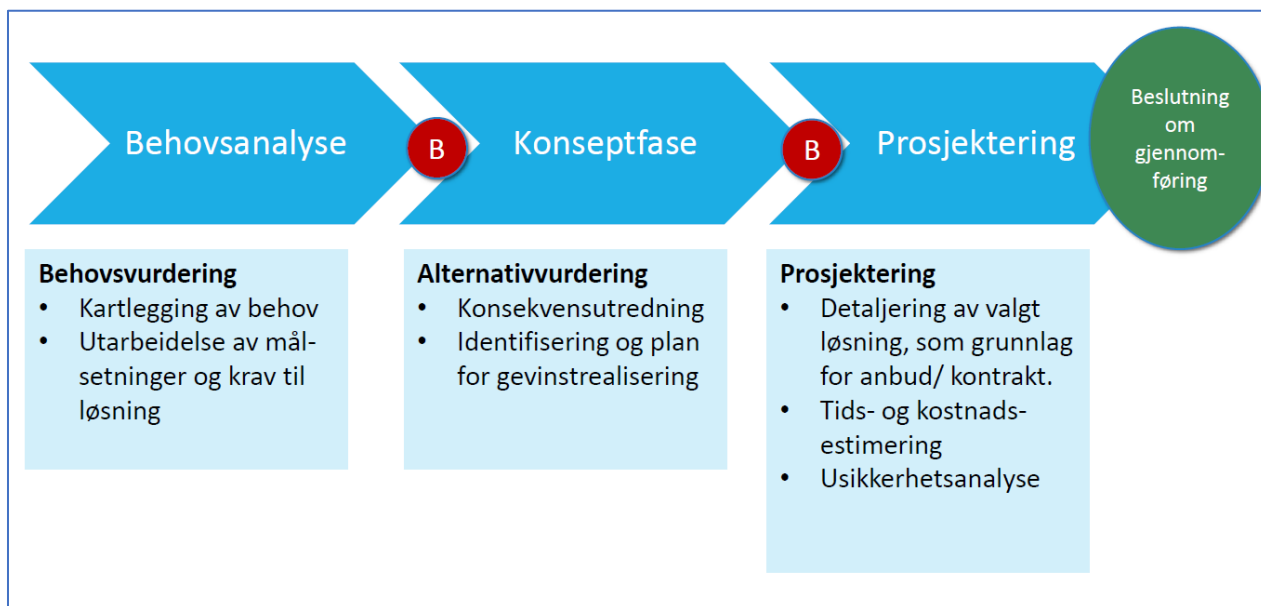 Behovsanalyse
B
Konseptfase
B
Prosjektering
Beslutning
om
gjennom-
føring
Behovsvurdering
• Kartlegging av behov
• Utarbeidelse av mål-
setninger og krav til
løsning
Alternativvurdering
• Konsekvensutredning
• Identifisering og plan
for gevinstrealisering
Prosjektering
• Detaljering av valgt
løsning, som grunnlag
for anbud/ kontrakt.
• Tids- og kostnads-
estimering
• Usikkerhetsanalyse